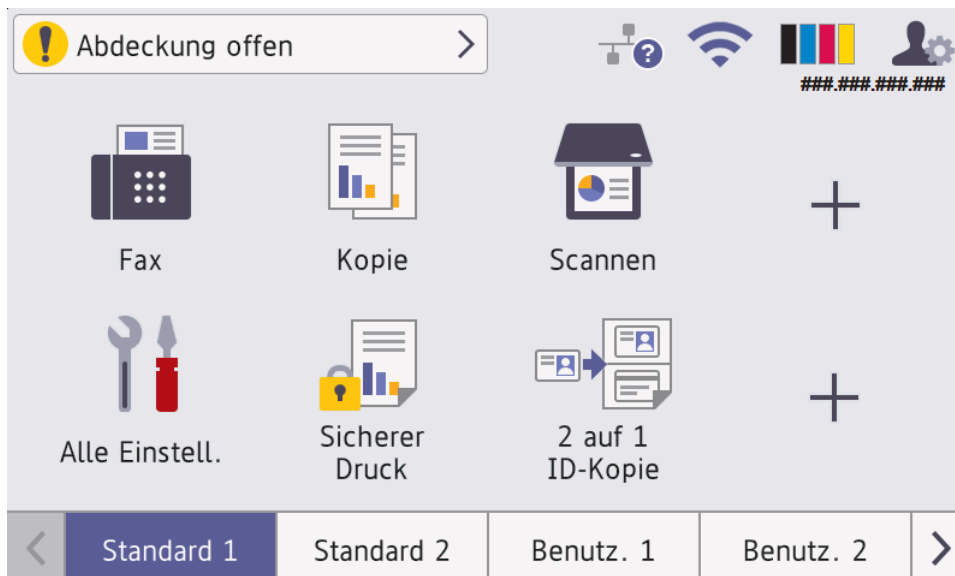 Abdeckung offen
###.###.###.###
Fax
Kopie
Scannen
Alle Einstell.
Sicherer
Druck
2 auf 1
ID-Kopie
Standard 1
Standard 2
Benutz. 1
Benutz. 2